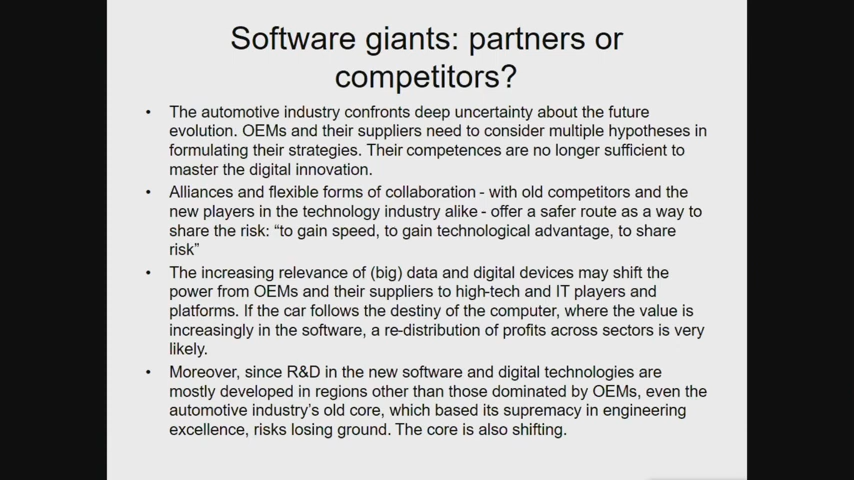 Software giants: partners or
competitors?
• The automotive industry confronts deep uncertainty about the future
evolution. OEMs and their suppliers need to consider multiple hypotheses in
formulating their strategies. Their competences are no longer sufficient to
master the digital innovation.
• Alliances and flexible forms of collaboration - with old competitors and the
new players in the technology industry alike - offer a safer route as a way to
share the risk: “to gain speed, to gain technological advantage, to share
risk”
• The increasing relevance of (big) data and digital devices may shift the
power from OEMs and their suppliers to high-tech and IT players and
platforms. If the car follows the destiny of the computer, where the value is
increasingly in the software, a re-distribution of profits across sectors is very
likely.
• Moreover, since R&D in the new software and digital technologies are
mostly developed in regions other than those dominated by OEMs, even the
automotive industry’s old core, which based its supremacy in engineering
excellence, risks losing ground. The core is also shifting.